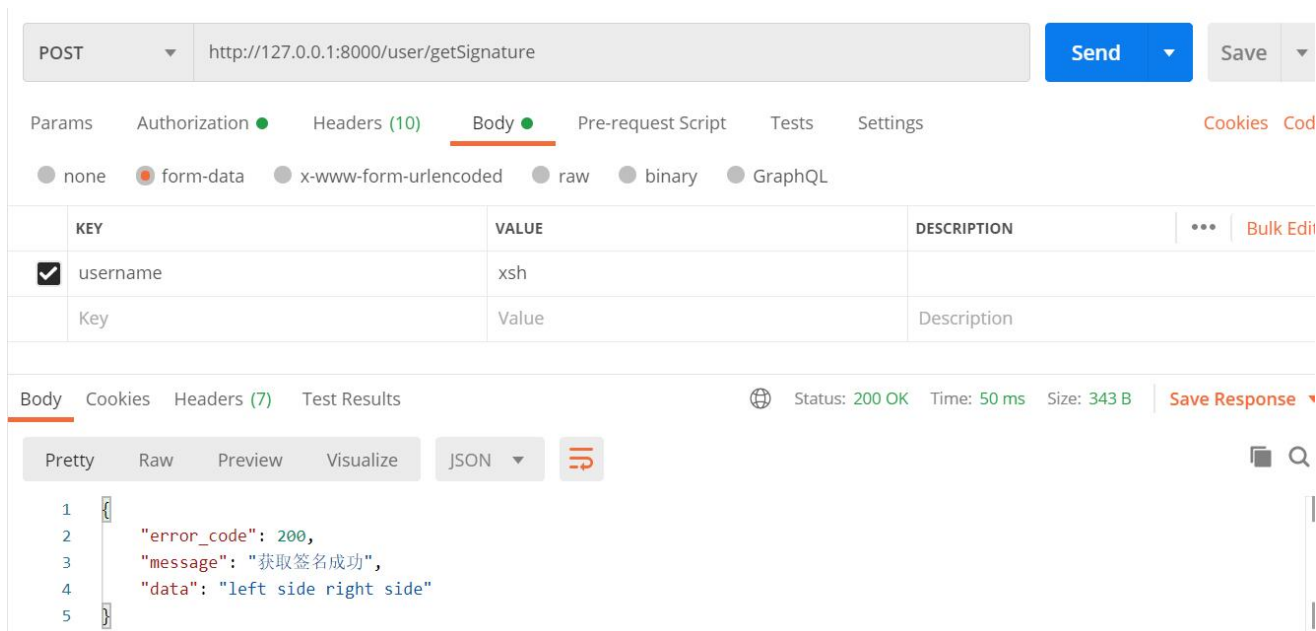 POST http://127.0.0.1:8000/user/getSignature Send Save
Params Authorization Headers (10) Body Pre-request Script Tests Settings Cookies Cod
none form-data x-www-form-urlencoded raw binary GraphQL
KEY VALUE DESCRIPTION ••• Bulk Edit
username xsh
Key Value Description
Body Cookies Headers (7) Test Results Status: 200 OK Time: 50 ms Size: 343 B Save Response
Pretty Raw Preview Visualize JSON
1 {
2 "error_code": 200,
3 "message": "获取签名成功",
4 "data": "left side right side"
5 }